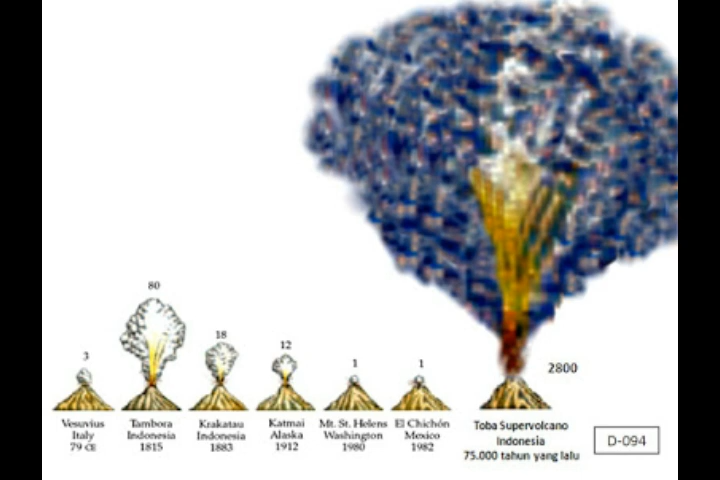 80
18
12
3
1
1
2800
Vesuvius
Italy
79 CE
Tambora
Indonesia
1815
Krakatau
Indonesia
1883
Katmai
Alaska
1912
Mt. St. Helens
Washington
1980
El Chichón
Mexico
1982
Toba Supervolcano
Indonesia
75.000 tahun yang lalu
D-094